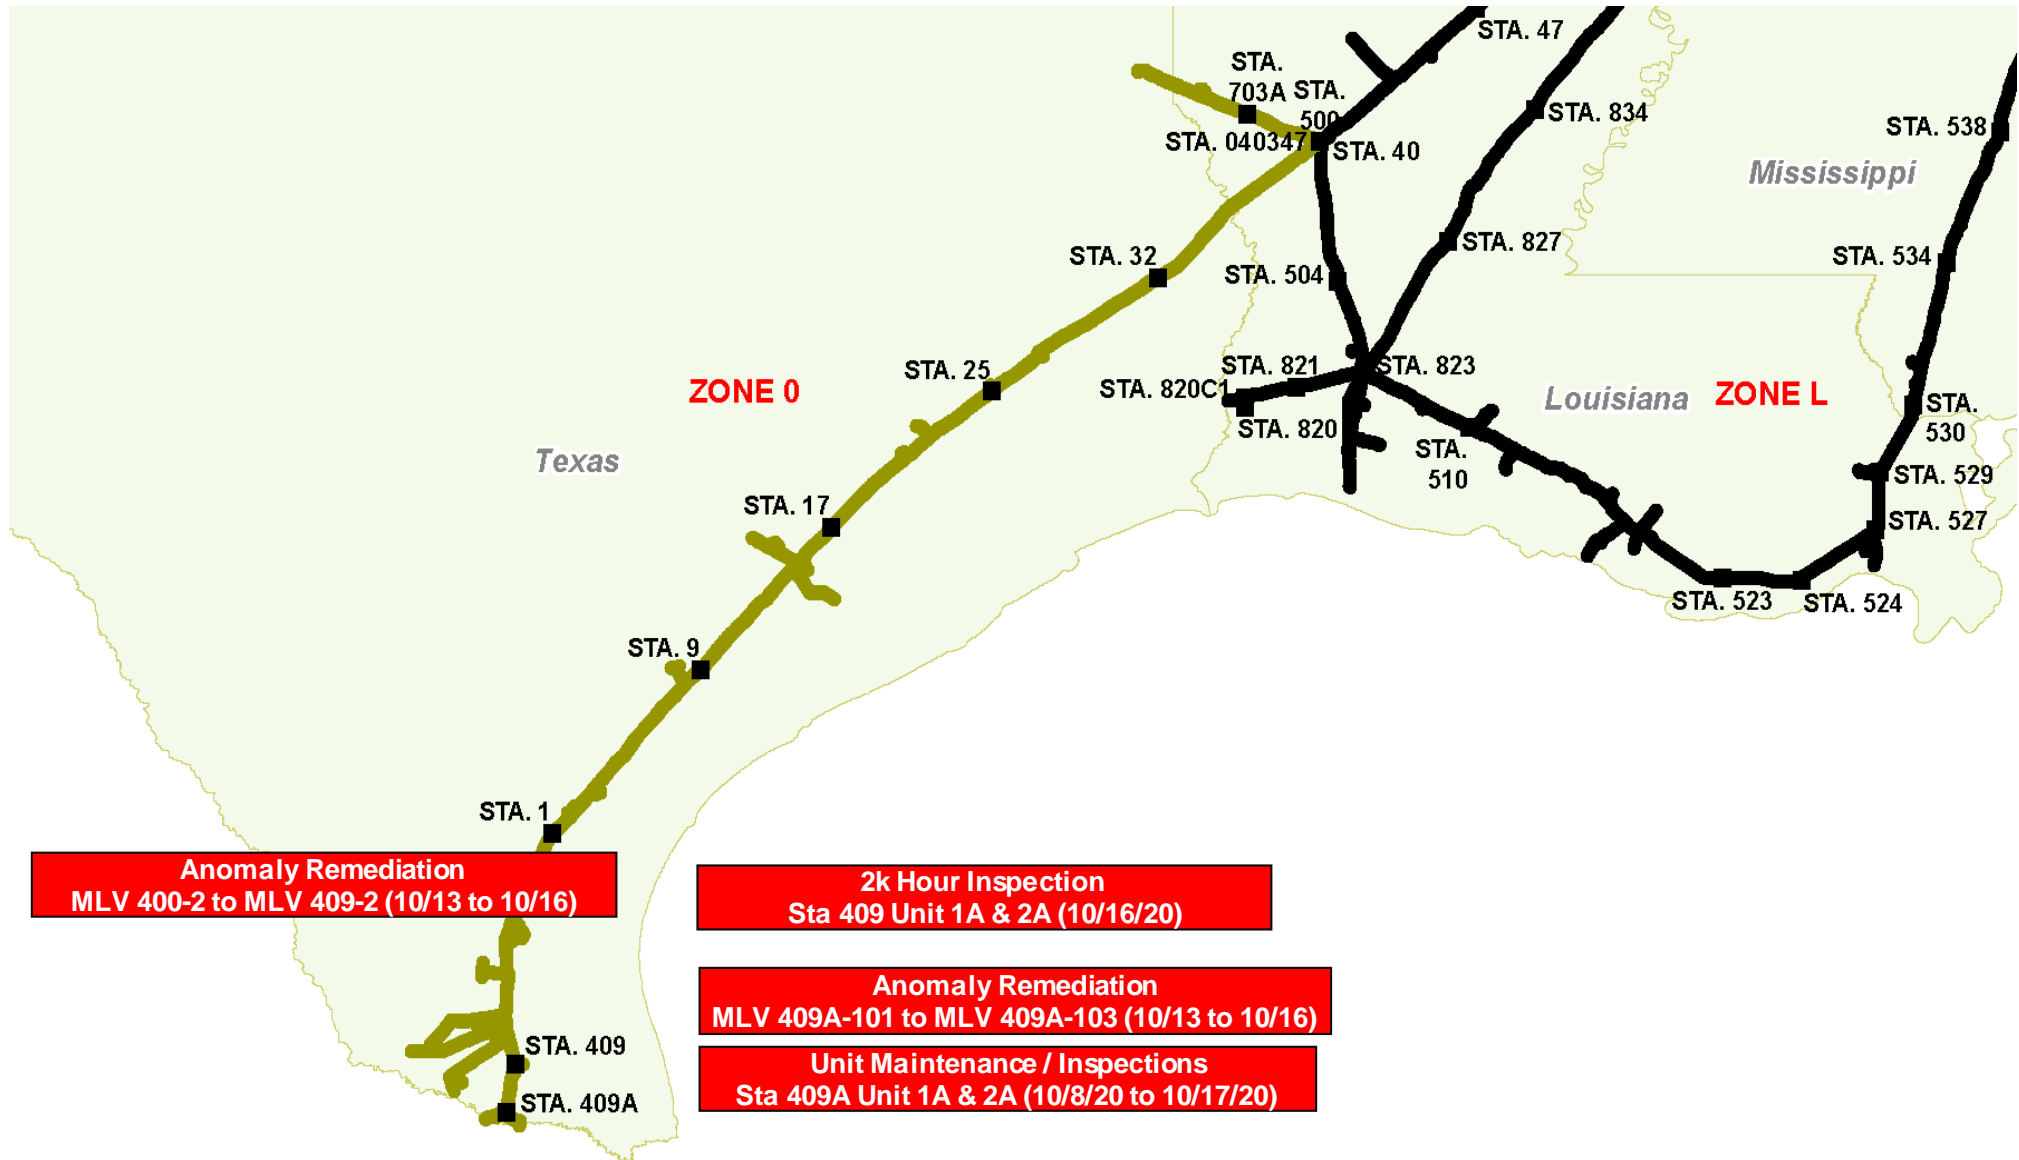 STA. 47
STA.
703A
STA.
500
STA. 834
STA. 538
STA. 040347
STA. 40
Mississippi
STA. 827
STA. 534
STA. 32
STA. 504
STA. 25
STA. 821
STA. 823
STA. 820C1
ZONE 0
Louisiana
ZONE L
STA.
530
STA. 820
STA.
510
Texas
STA. 529
STA. 17
STA. 527
STA. 523
STA. 524
STA. 9
STA. 1
Anomaly Remediation
MLV 400-2 to MLV 409-2 (10/13 to 10/16)
2k Hour Inspection
Sta 409 Unit 1A & 2A (10/16/20)
Anomaly Remediation
MLV 409A-101 to MLV 409A-103 (10/13 to 10/16)
STA. 409
Unit Maintenance / Inspections
Sta 409A Unit 1A & 2A (10/8/20 to 10/17/20)
STA. 409A